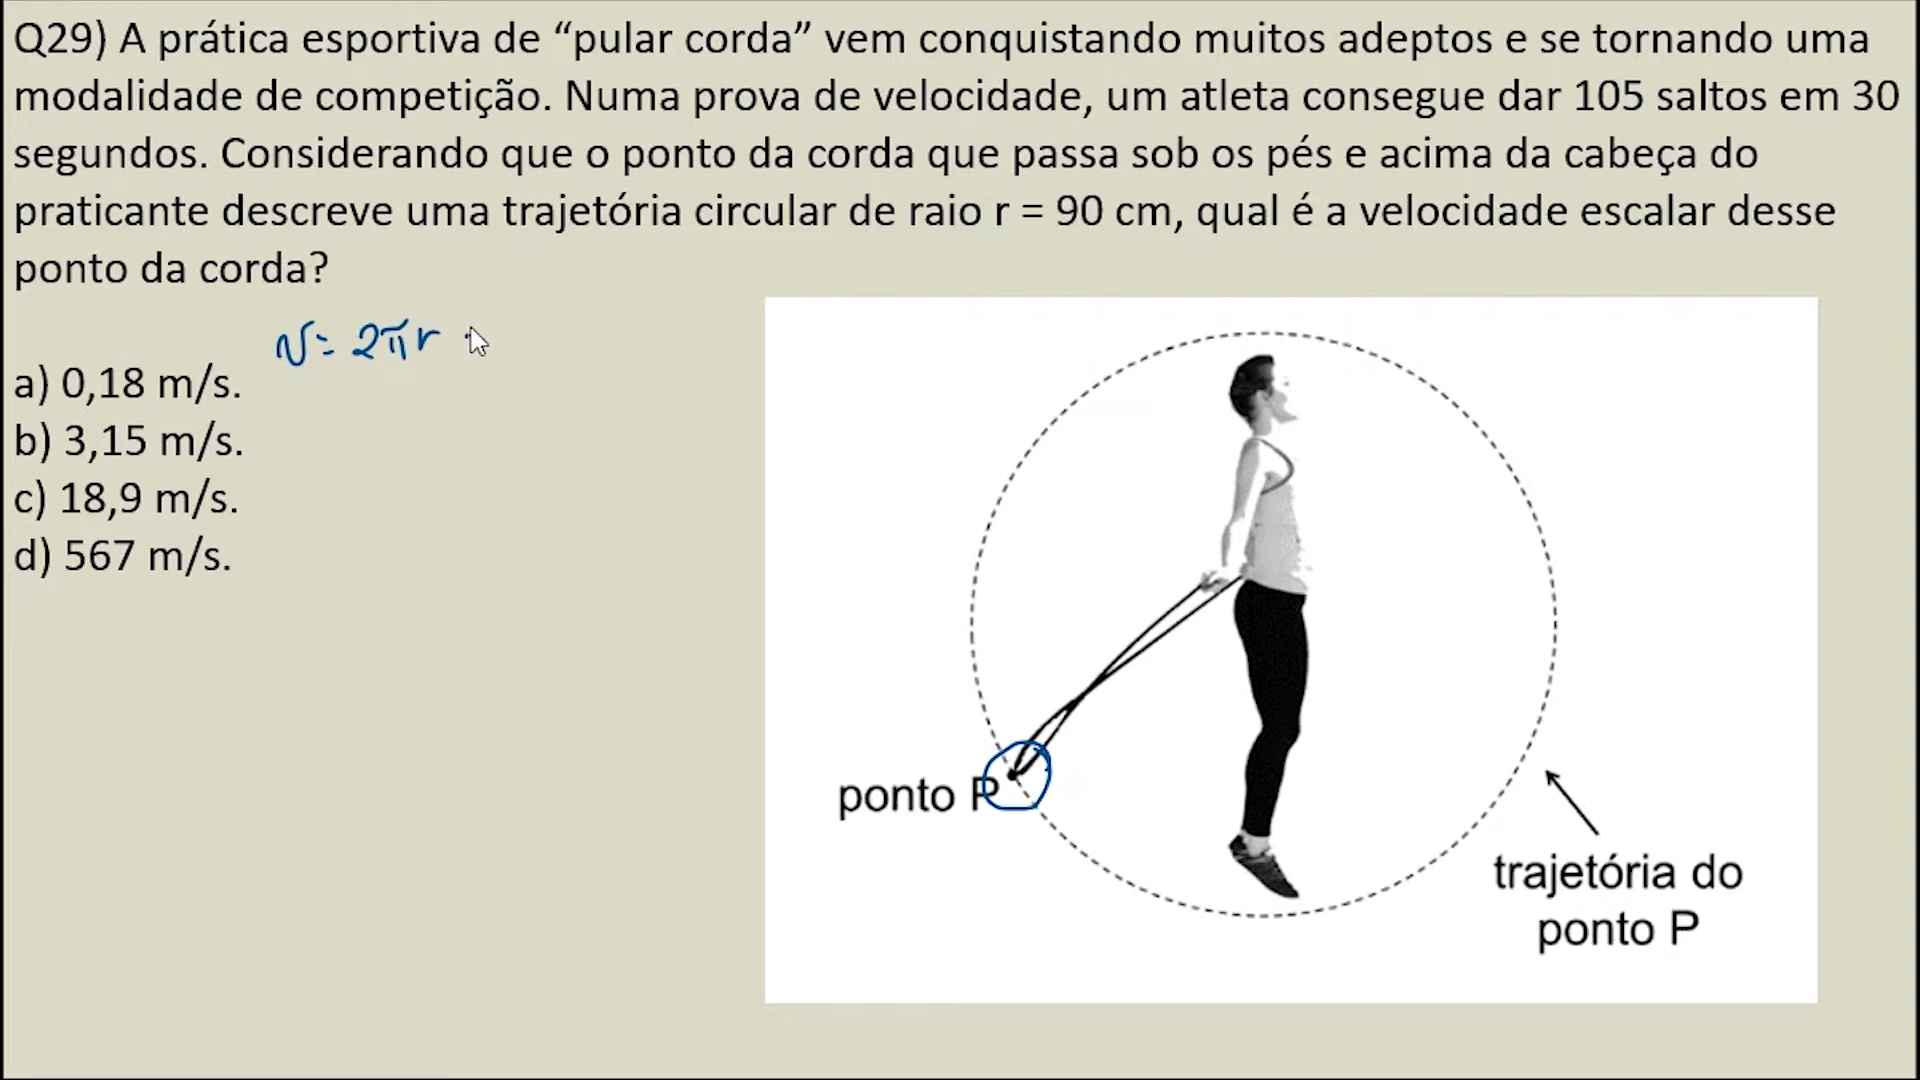 Q29) A prática esportiva de “pular corda” vem conquistando muitos adeptos e se tornando uma
modalidade de competição. Numa prova de velocidade, um atleta consegue dar 105 saltos em 30
segundos. Considerando que o ponto da corda que passa sob os pés e acima da cabeça do
praticante descreve uma trajetória circular de raio r = 90 cm, qual é a velocidade escalar desse
ponto da corda?
v = 2πr
a) 0,18 m/s.
b) 3,15 m/s.
c) 18,9 m/s.
d) 567 m/s.
ponto P
trajetória do
ponto P